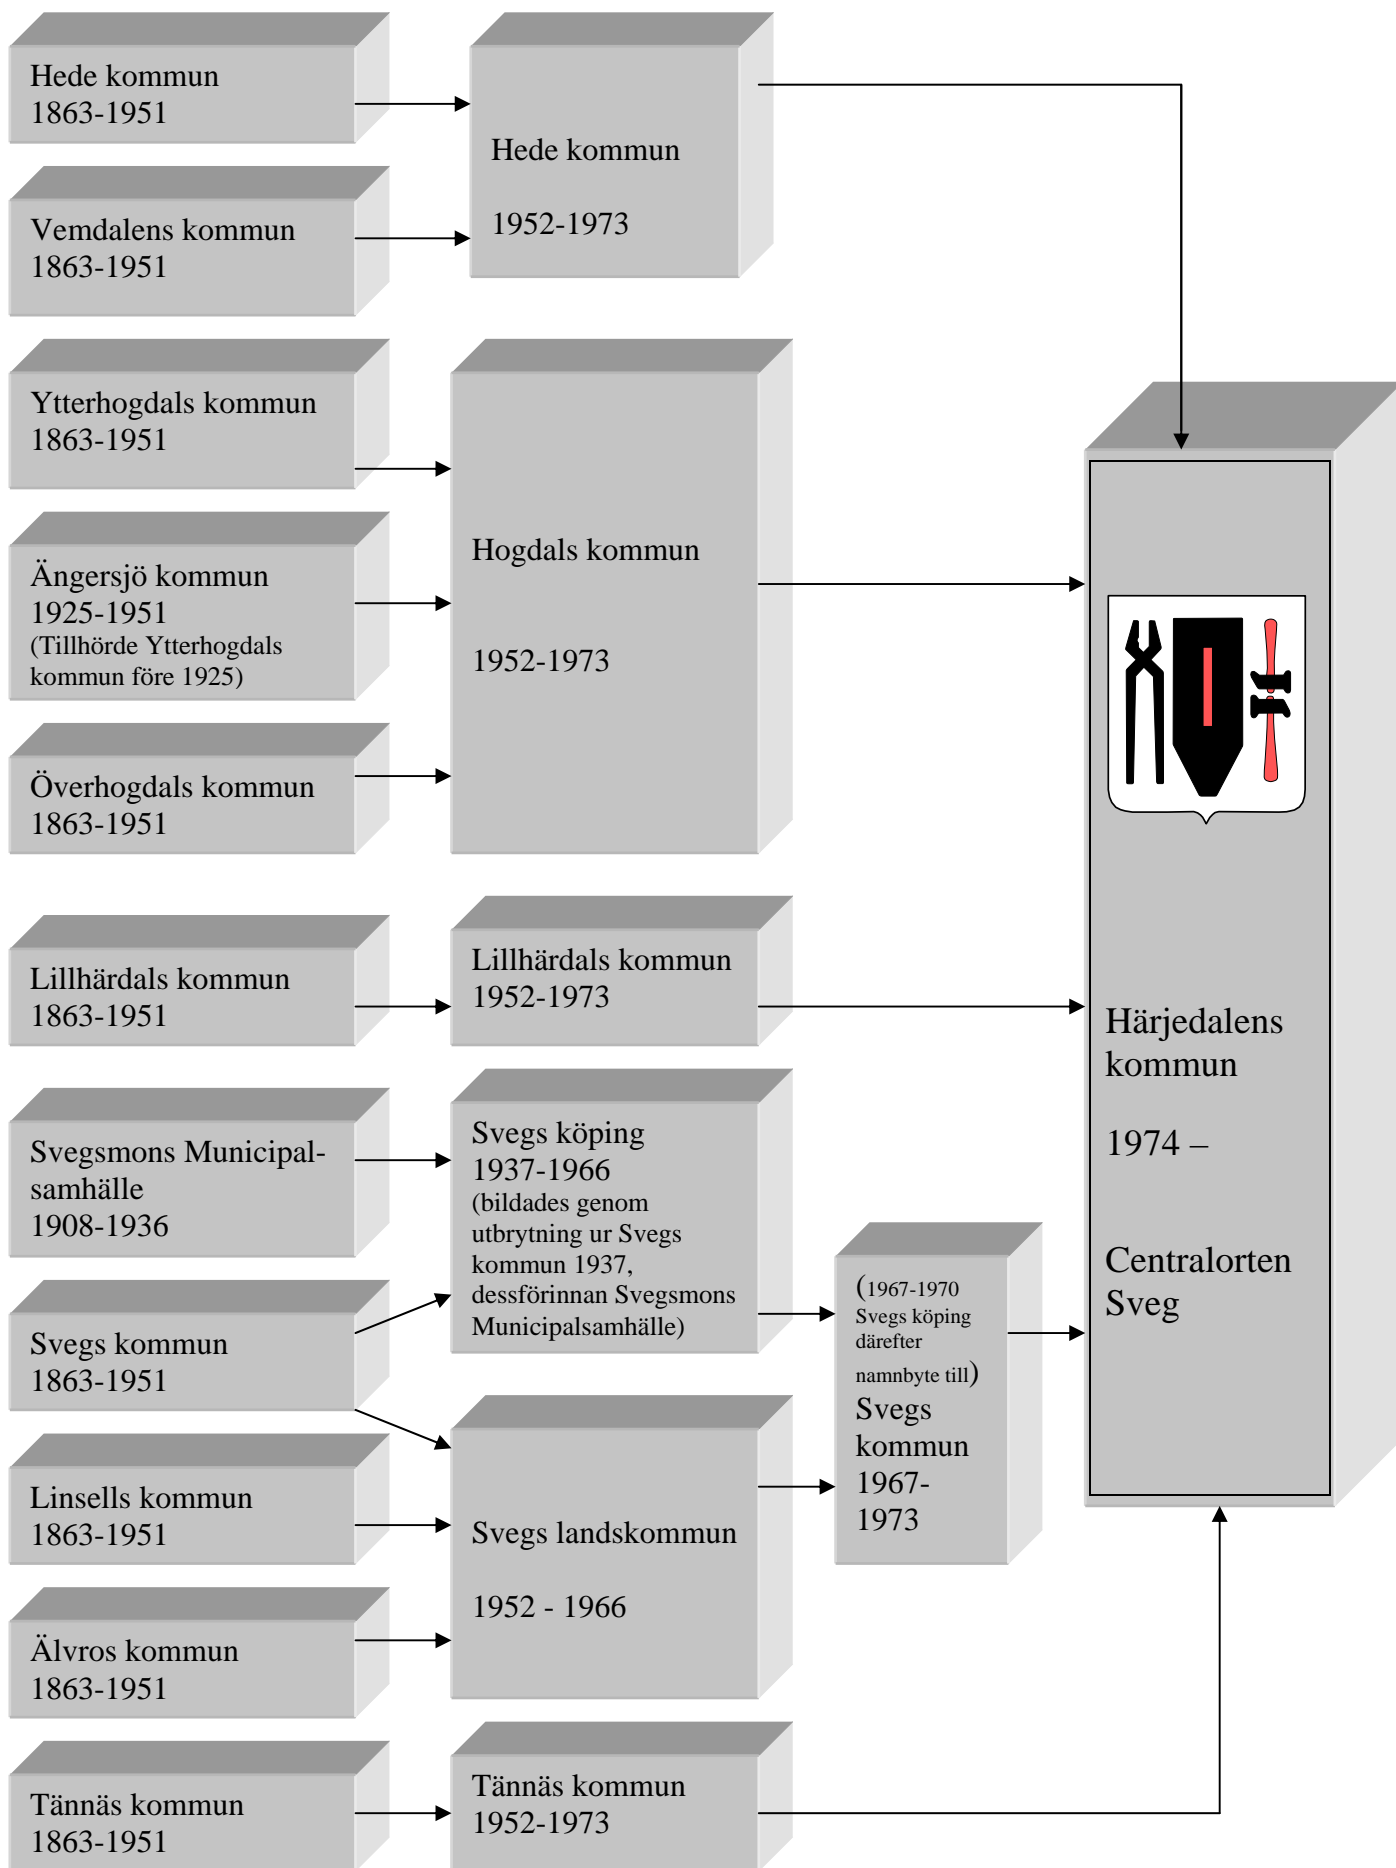 Hede kommun
1863-1951
Vemdalens kommun
1863-1951
Ytterhogdals kommun
1863-1951
Ängersjö kommun
1925-1951
(Tillhörde Ytterhogdals
kommun före 1925)
Överhogdals kommun
1863-1951
Lillhärdals kommun
1863-1951
Svegsmons Municipal-
samhälle
1908-1936
Svegs kommun
1863-1951
Linsells kommun
1863-1951
Älvros kommun
1863-1951
Tännäs kommun
1863-1951
Hede kommun
1952-1973
Hogdals kommun
1952-1973
Lillhärdals kommun
1952-1973
Svegs köping
1937-1966
(bildades genom
utbrytning ur Svegs
kommun 1937,
dessförinnan Svegsmons
Municipalsamhälle)
Svegs landskommun
1952 - 1966
Tännäs kommun
1952-1973
(1967-1970
Svegs köping
därefter
namnbyte till)
Svegs
kommun
1967-
1973
Härjedalens
kommun
1974 –
Centralorten
Sveg